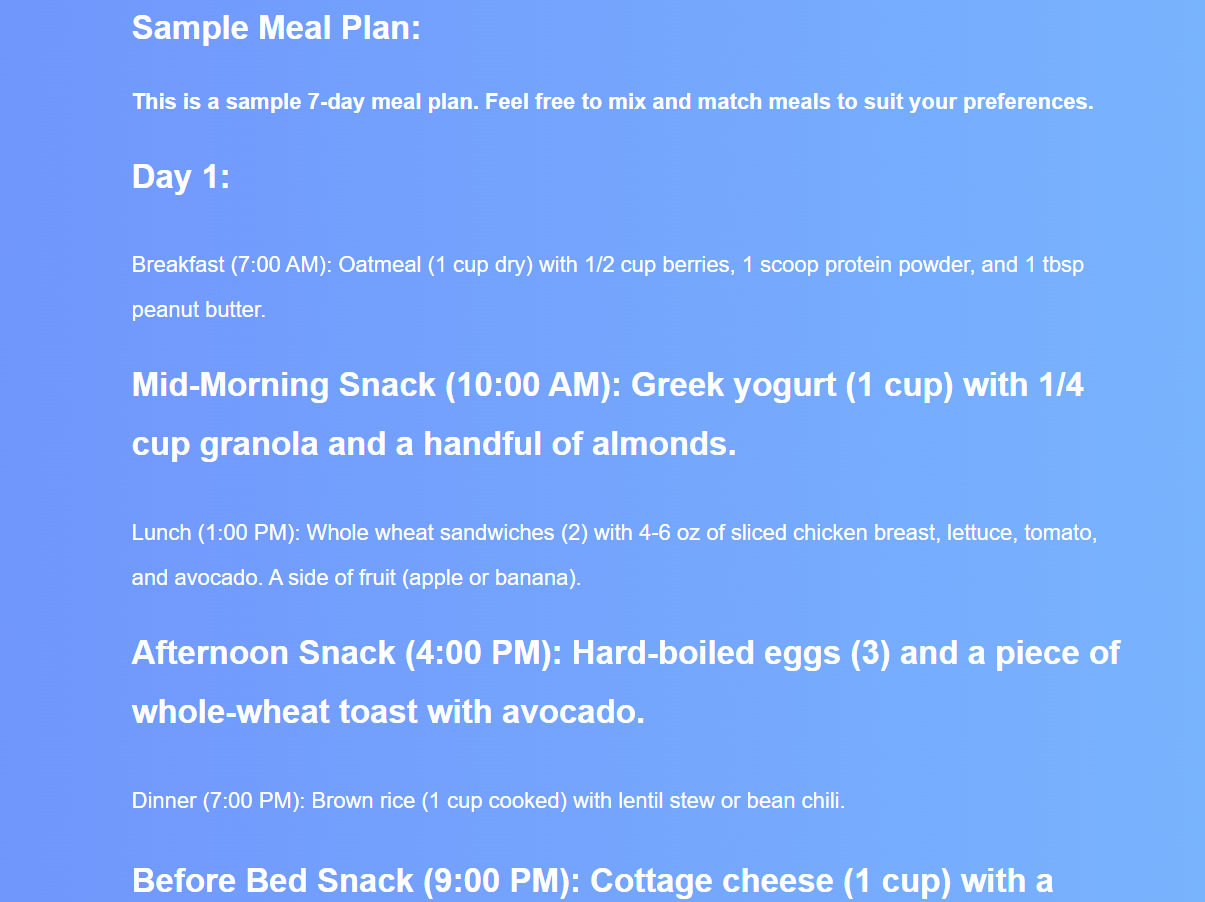 Sample Meal Plan:
This is a sample 7-day meal plan. Feel free to mix and match meals to suit your preferences.
Day 1:
Breakfast (7:00 AM): Oatmeal (1 cup dry) with 1/2 cup berries, 1 scoop protein powder, and 1 tbsp
peanut butter.
Mid-Morning Snack (10:00 AM): Greek yogurt (1 cup) with 1/4
cup granola and a handful of almonds.
Lunch (1:00 PM): Whole wheat sandwiches (2) with 4-6 oz of sliced chicken breast, lettuce, tomato,
and avocado. A side of fruit (apple or banana).
Afternoon Snack (4:00 PM): Hard-boiled eggs (3) and a piece of
whole-wheat toast with avocado.
Dinner (7:00 PM): Brown rice (1 cup cooked) with lentil stew or bean chili.
Before Bed Snack (9:00 PM): Cottage cheese (1 cup) with a